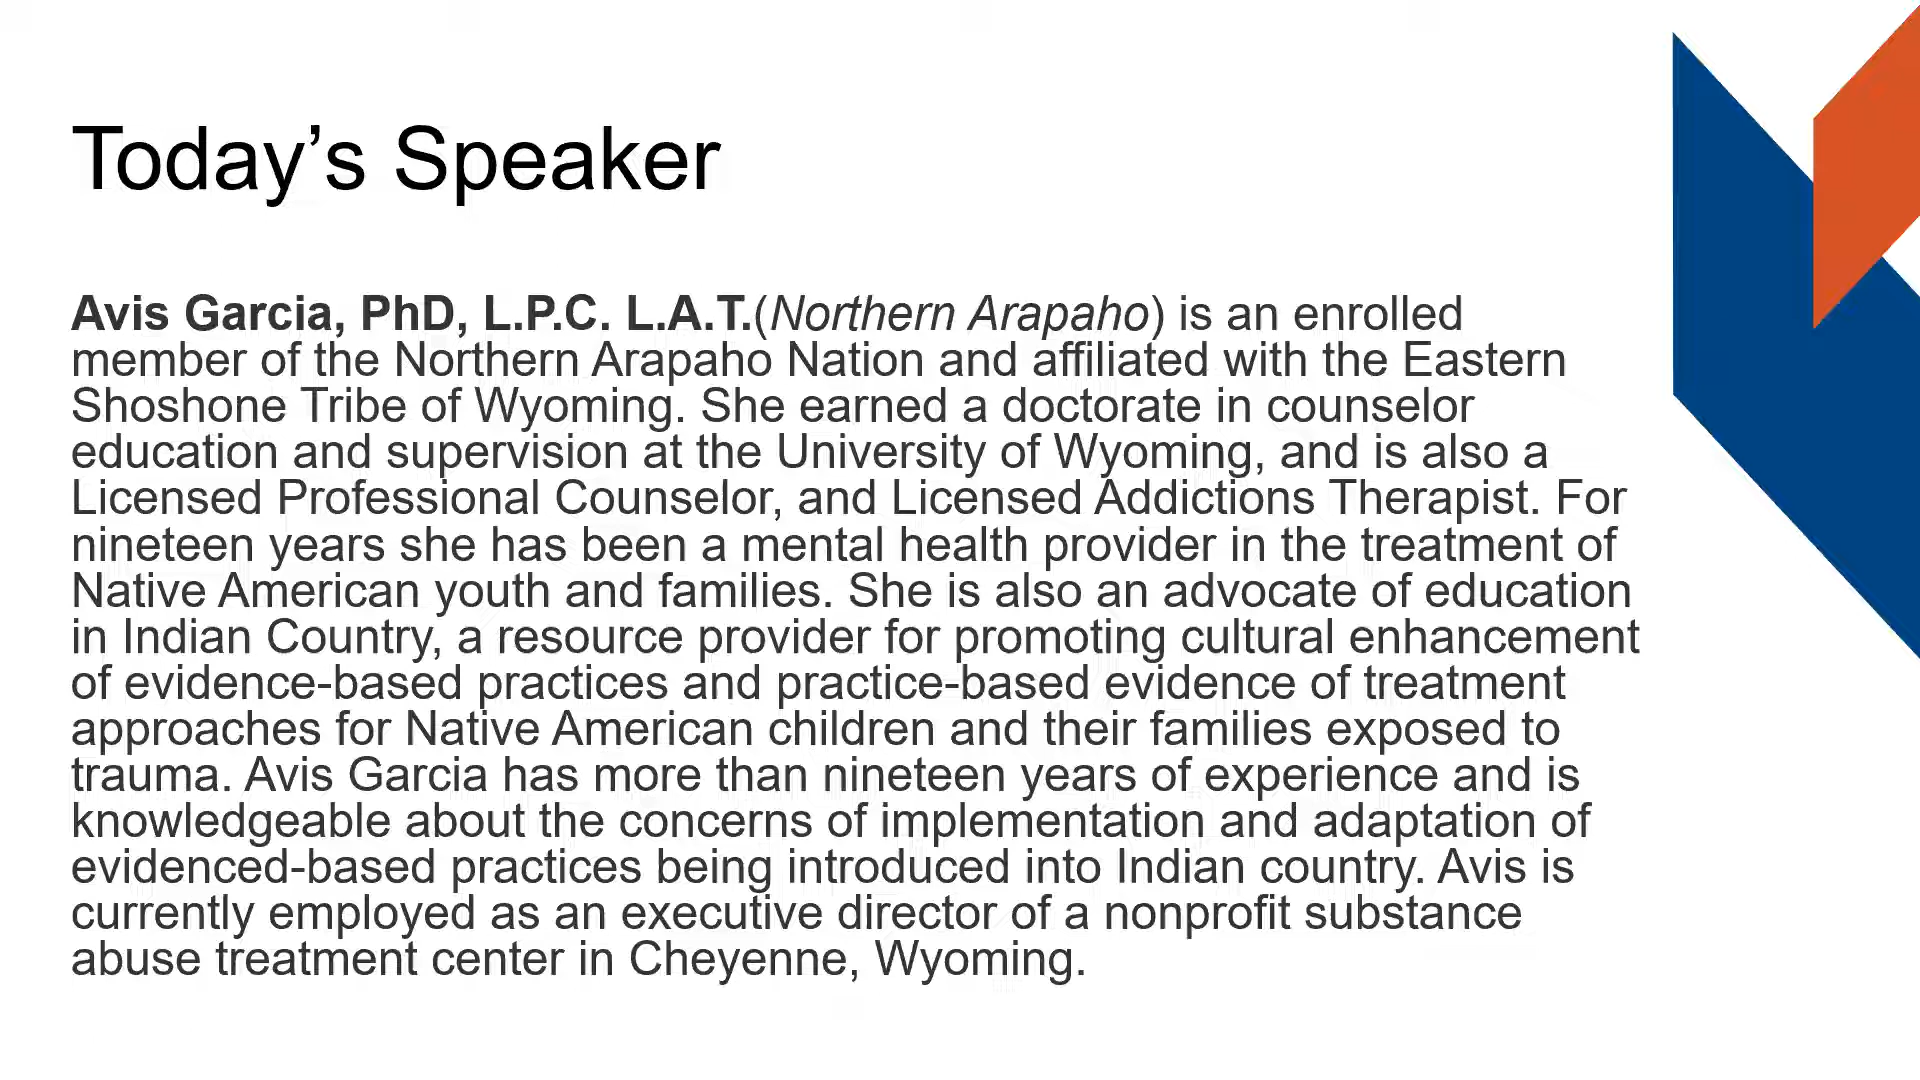 Today’s Speaker
Avis Garcia, PhD, L.P.C. L.A.T.(Northern Arapaho) is an enrolled
member of the Northern Arapaho Nation and affiliated with the Eastern
Shoshone Tribe of Wyoming. She earned a doctorate in counselor
education and supervision at the University of Wyoming, and is also a
Licensed Professional Counselor, and Licensed Addictions Therapist. For
nineteen years she has been a mental health provider in the treatment of
Native American youth and families. She is also an advocate of education
in Indian Country, a resource provider for promoting cultural enhancement
of evidence-based practices and practice-based evidence of treatment
approaches for Native American children and their families exposed to
trauma. Avis Garcia has more than nineteen years of experience and is
knowledgeable about the concerns of implementation and adaptation of
evidenced-based practices being introduced into Indian country. Avis is
currently employed as an executive director of a nonprofit substance
abuse treatment center in Cheyenne, Wyoming.